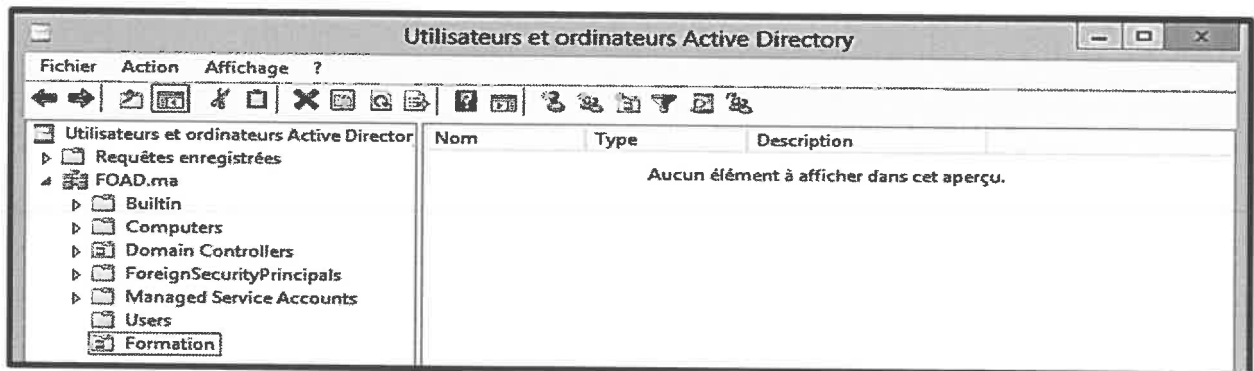 Utilisateurs et ordinateurs Active Directory
Fichier Action Affichage ?
Utilisateurs et ordinateurs Active Director
Requêtes enregistrées
FOAD.ma
Builtin
Computers
Domain Controllers
ForeignSecurityPrincipals
Managed Service Accounts
Users
Formation
Nom Type Description
Aucun élément à afficher dans cet aperçu.